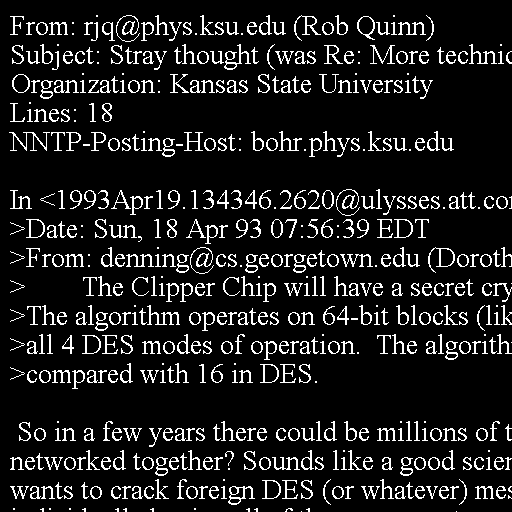 From: rjq@phys.ksu.edu (Rob Quinn)
Subject: Stray thought (was Re: More technic
Organization: Kansas State University
Lines: 18
NNTP-Posting-Host: bohr.phys.ksu.edu

In <1993Apr19.134346.2620@ulysses.att.co
>Date: Sun, 18 Apr 93 07:56:39 EDT
>From: denning@cs.georgetown.edu (Doroth
>        The Clipper Chip will have a secret cry
>The algorithm operates on 64-bit blocks (lik
>all 4 DES modes of operation.  The algorith
>compared with 16 in DES.

 So in a few years there could be millions of t
networked together? Sounds like a good scien
wants to crack foreign DES (or whatever) mes